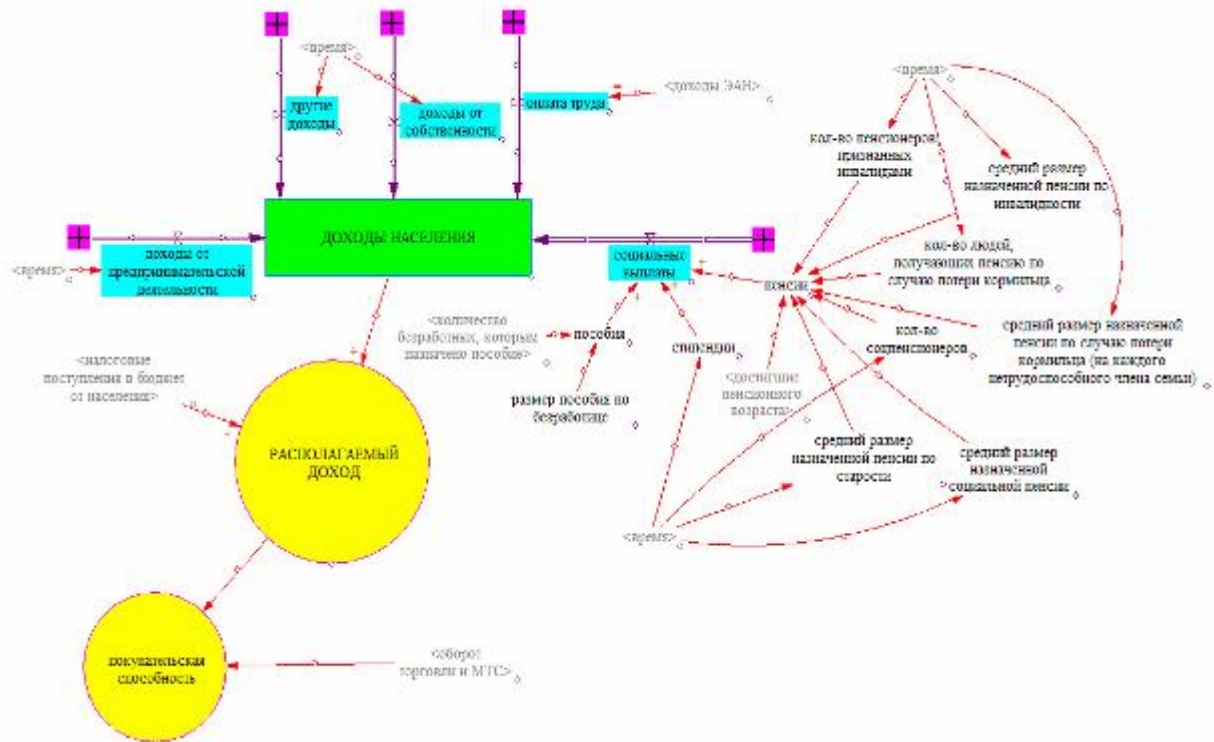 <время>
другие
доходы
доходы от
собственности
оплата труда
<доходы ЭАН>
<время>
кол-во пенсионеров,
признанных
инвалидами
средний размер
назначенной пенсии по
инвалидности
ДОХОДЫ НАСЕЛЕНИЯ
<время>
доходы от
предпринимательской
деятельности
социальные
выплаты
кол-во людей,
получающих пенсию по
случаю потери кормильца
пенсии
<количество
безработных, которым
назначено пособие>
пособия
стипендии
кол-во
соцпенсионеров
средний размер назначенной
пенсии по случаю потери
кормильца (на каждого
нетрудоспособного члена семьи)
<налоговые
поступления в бюджет
от населения>
размер пособия по
безработице
<достигшие
пенсионного
возраста>
РАСПОЛАГАЕМЫЙ
ДОХОД
средний размер
назначенной пенсии по
старости
средний размер
назначенной
социальной пенсии
<время>
покупательская
способность
<оборот
торговли и МТС>